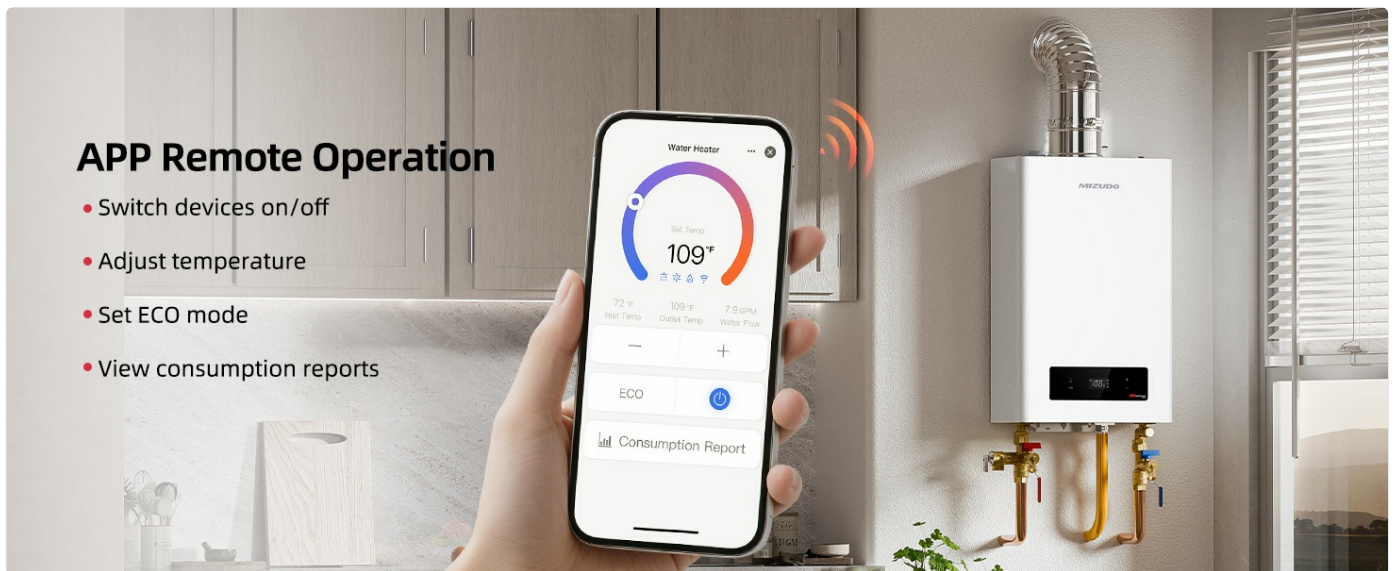 APP Remote Operation
Switch devices on/off
Adjust temperature
Set ECO mode
View consumption reports
Water Heater
Set Temp
109°F
72°F
109°F
7.9 GPM
Inlet Temp
Outlet Temp
Water Flow
ECO
Consumption Report
MIZUDO